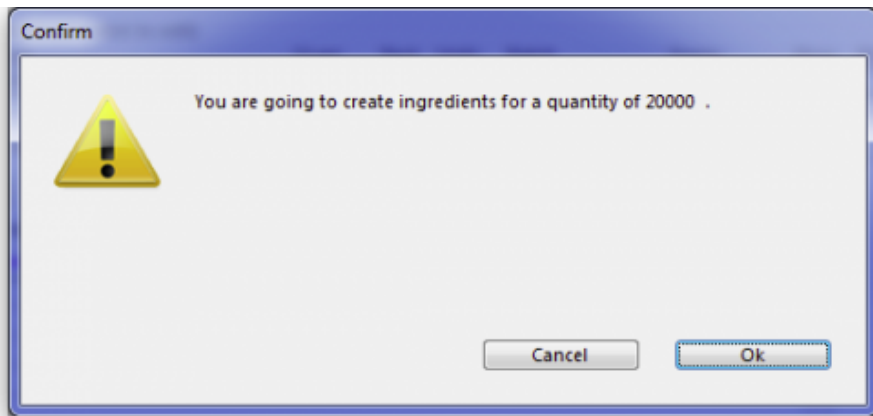 Confirm
You are going to create ingredients for a quantity of 20000 .
Cancel
Ok